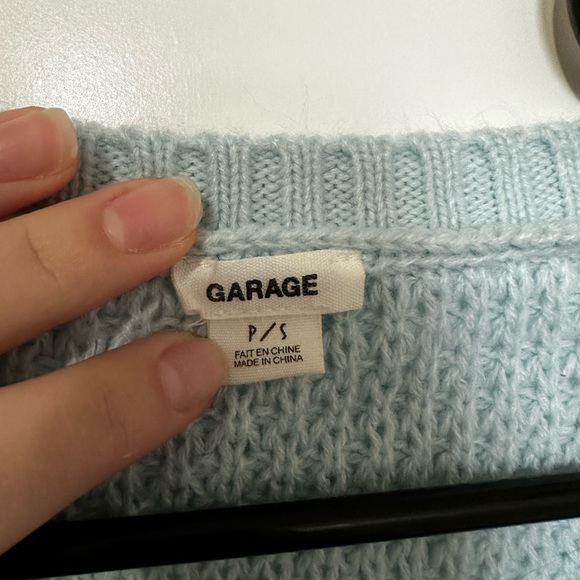 GARAGE
P/S
FAIT EN CHINE
MADE IN CHINA